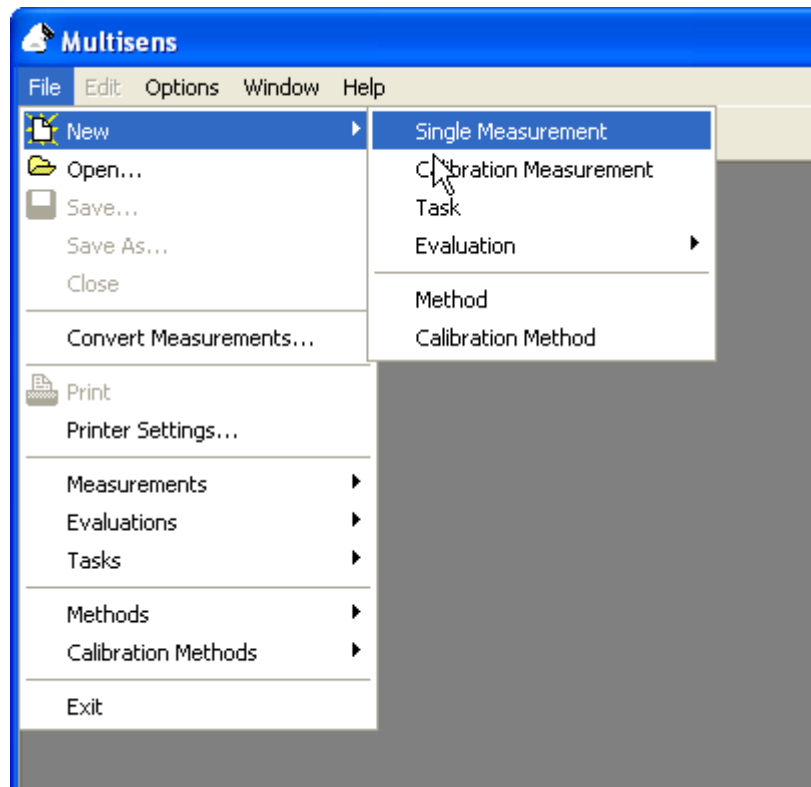 Multisens
File Edit Options Window Help
New
Open...
Save...
Save As...
Close
Convert Measurements...
Print
Printer Settings...
Measurements
Evaluations
Tasks
Methods
Calibration Methods
Exit
Single Measurement
Calibration Measurement
Task
Evaluation
Method
Calibration Method